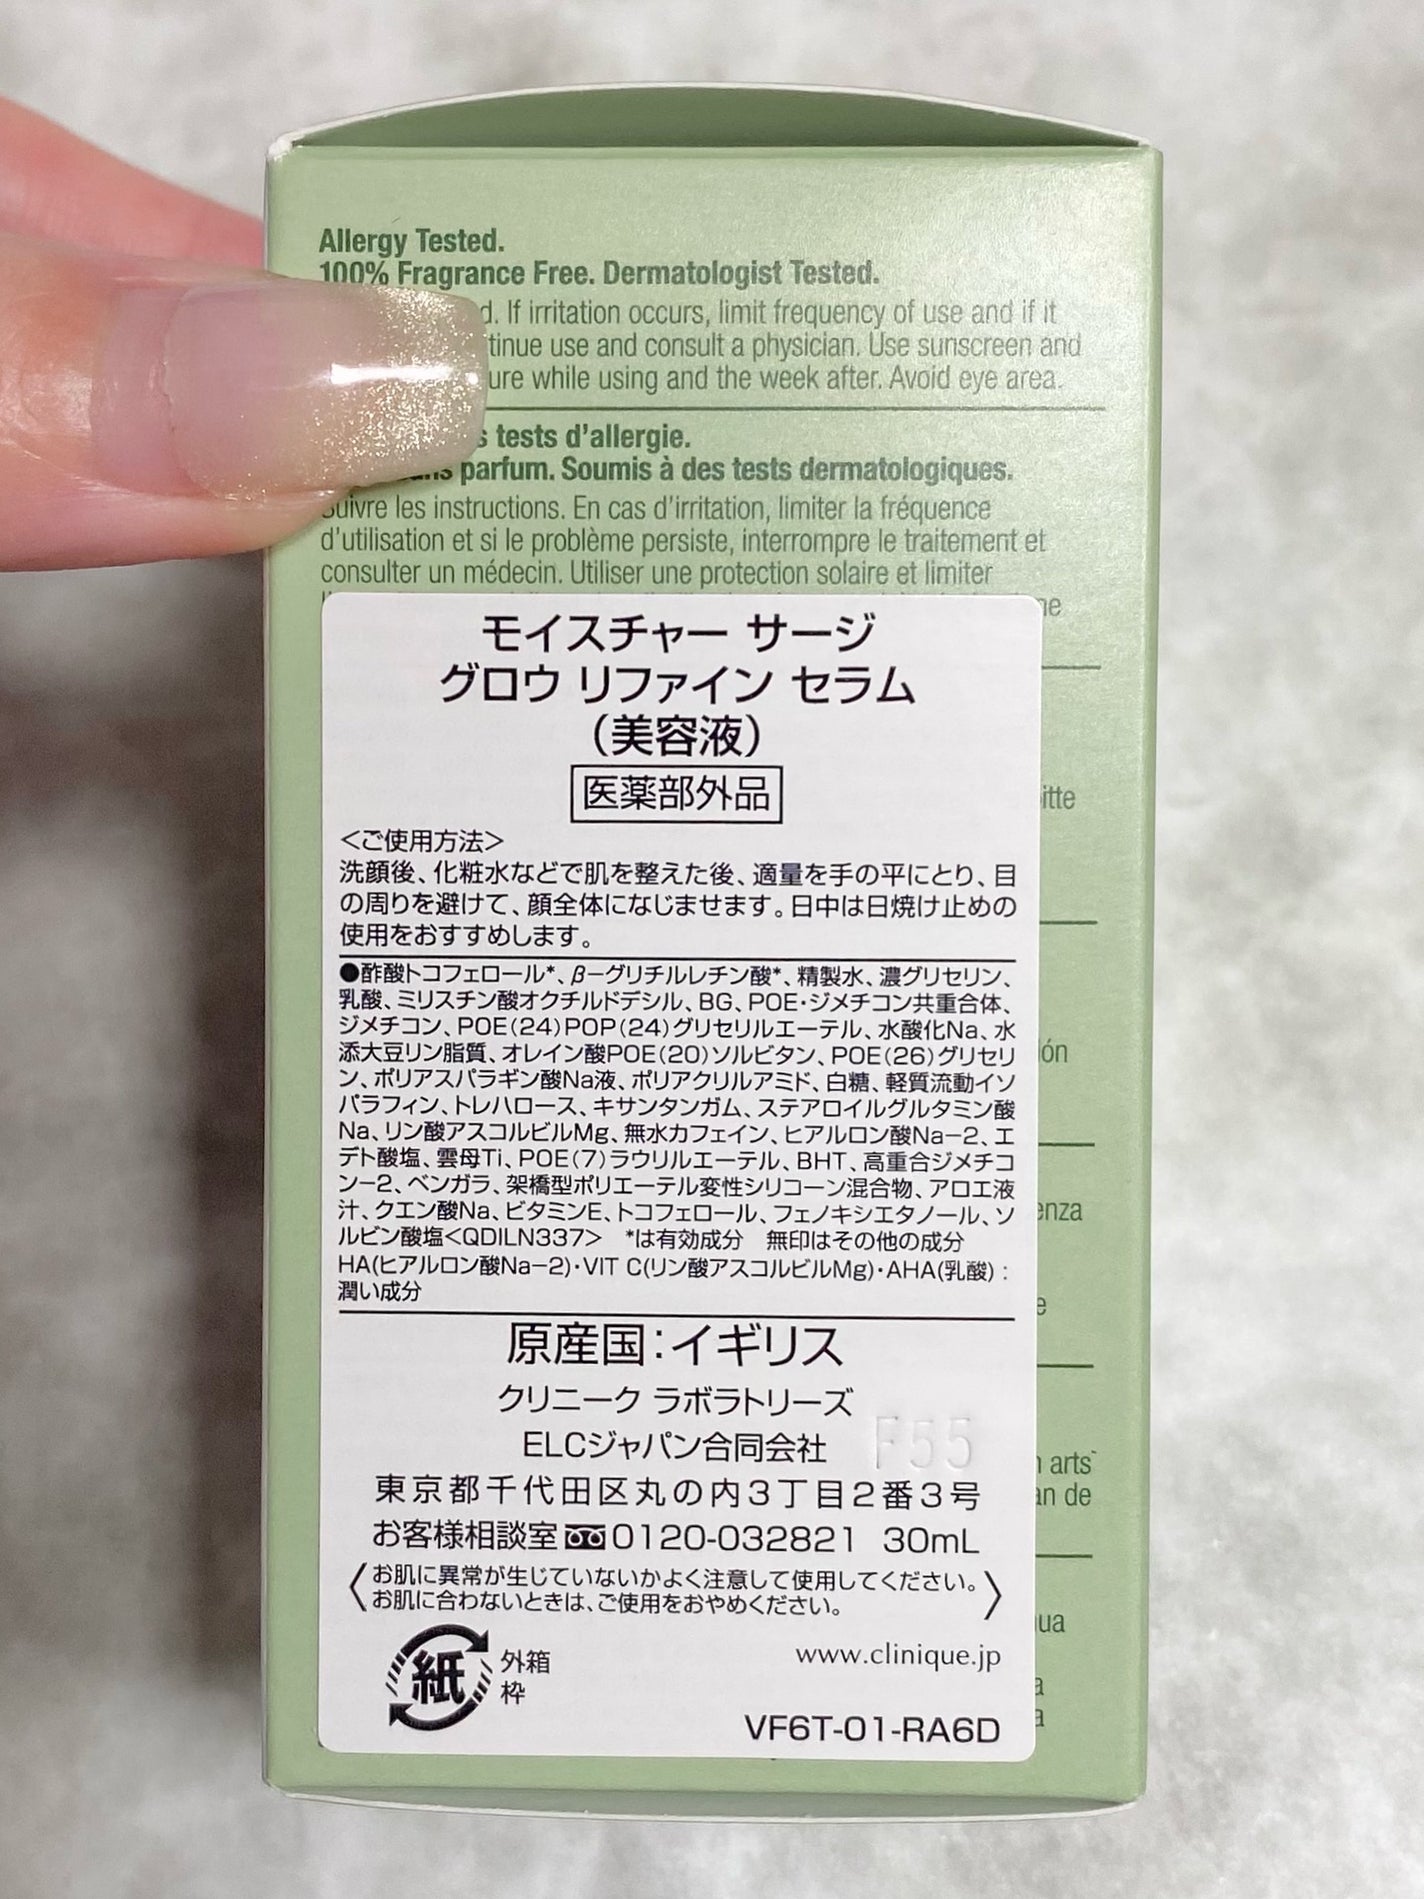 Allergy Tested.
100% Fragrance Free. Dermatologist Tested.
If irritation occurs, limit frequency of use and if it
use and consult a physician. Use sunscreen and
while using and the week after. Avoid eye area.
tests d'allergie.
parfum. Soumis à des tests dermatologiques.
Suivre les instructions. En cas d'irritation, limiter la fréquence
d'utilisation et si le problème persiste, interrompre le traitement et
consulter un médecin. Utiliser une protection solaire et limiter
モイスチャー サージ
グロウ リファイン セラム
(美容液)
医薬部外品
<ご使用方法>
洗顔後、化粧水などで肌を整えた後、適量を手の平にとり、目
の周りを避けて、顔全体になじませます。日中は日焼け止めの
使用をおすすめします。
●酢酸トコフェロール*、β-グリチルレチン酸*、精製水、濃グリセリン、
乳酸、ミリスチン酸オクチルドデシル、BG、POE・ジメチコン共重合体、
ジメチコン、POE(24)POP(24)グリセリルエーテル、水酸化Na、水
添大豆リン脂質、オレイン酸POE(20)ソルビタン、POE(26)グリセリ
ン、ポリアスパラギン酸Na液、ポリアクリルアミド、白糖、軽質流動イソ
パラフィン、トレハロース、キサンタンガム、ステアロイルグルタミン酸
Na、リン酸アスコルビルMg、無水カフェイン、ヒアルロン酸Na-2、エ
デト酸塩、雲母Ti、POE(7)ラウリルエーテル、BHT、高重合ジメチコ
ン-2、ベンガラ、架橋型ポリエーテル変性シリコーン混合物、アロエ液
汁、クエン酸Na、ビタミンE、トコフェロール、フェノキシエタノール、ソ
ルビン酸塩<QDILN337> *は有効成分 無印はその他の成分
HA(ヒアルロン酸Na-2)・VIT C(リン酸アスコルビルMg)・AHA(乳酸)：
潤い成分
原産国：イギリス
クリニーク ラボラトリーズ
ELCジャパン合同会社 F55
東京都千代田区丸の内3丁目2番3号
お客様相談室 0120-032821 30mL
〈お肌に異常が生じていないかよく注意して使用してください。
お肌に合わないときは、ご使用をおやめください。〉
紙 外箱
枠
www.clinique.jp
VF6T-01-RA6D
arts
de